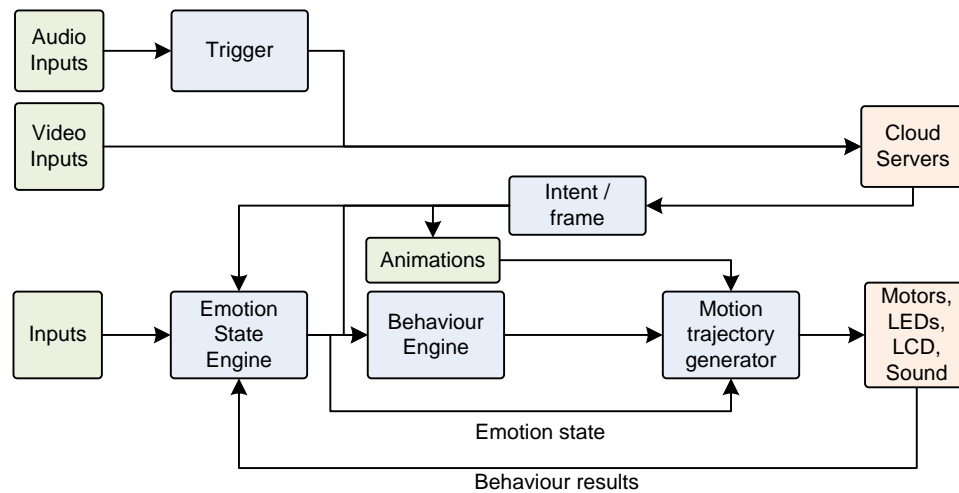 Audio
Inputs
Trigger
Video
Inputs
Cloud
Servers
Intent /
frame
Animations
Inputs
Emotion
State
Engine
Behaviour
Engine
Motion
trajectory
generator
Motors,
LEDs,
LCD,
Sound
Emotion state
Behaviour results